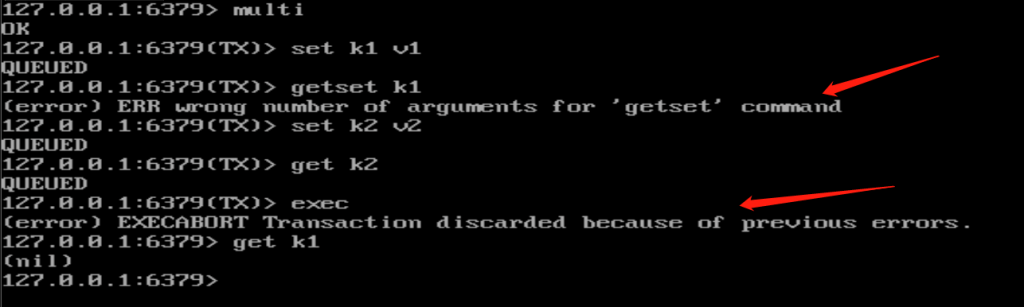 127.0.0.1:6379> multi
OK
127.0.0.1:6379(TX)> set k1 v1
QUEUED
127.0.0.1:6379(TX)> getset k1
(error) ERR wrong number of arguments for 'getset' command
127.0.0.1:6379(TX)> set k2 v2
QUEUED
127.0.0.1:6379(TX)> get k2
QUEUED
127.0.0.1:6379(TX)> exec
(error) EXECABORT Transaction discarded because of previous errors.
127.0.0.1:6379> get k1
(nil)
127.0.0.1:6379>